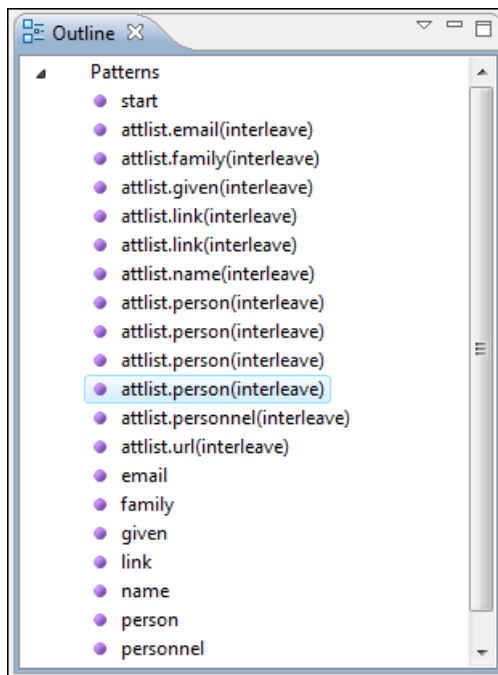 Outline
Patterns
start
attlist.email(interleave)
attlist.family(interleave)
attlist.given(interleave)
attlist.link(interleave)
attlist.link(interleave)
attlist.name(interleave)
attlist.person(interleave)
attlist.person(interleave)
attlist.person(interleave)
attlist.person(interleave)
attlist.personnel(interleave)
attlist.url(interleave)
email
family
given
link
name
person
personnel